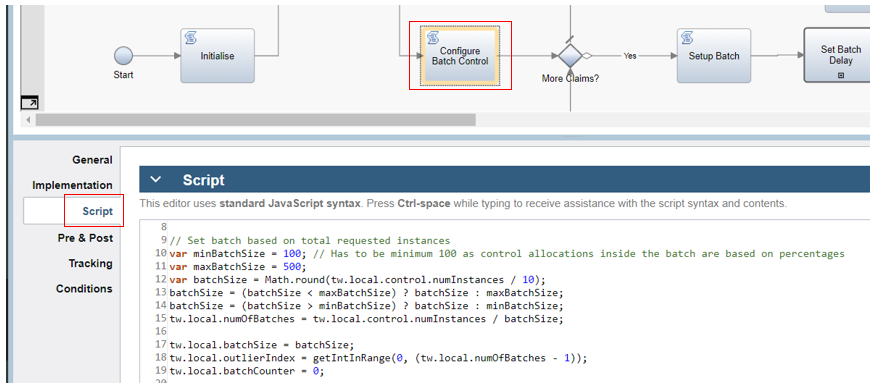 Start
Initialise
Configure
Batch Control
More Claims?
Yes
Setup Batch
Set Batch
Delay
General
Implementation
Script
Pre & Post
Tracking
Conditions
Script
This editor uses standard JavaScript syntax. Press Ctrl-space while typing to receive assistance with the script syntax and contents.
8
9 // Set batch based on total requested instances
10 var minBatchSize = 100; // Has to be minimum 100 as control allocations inside the batch are based on percentages
11 var maxBatchSize = 500;
12 var batchSize = Math.round(tw.local.control.numInstances / 10);
13 batchSize = (batchSize < maxBatchSize) ? batchSize : maxBatchSize;
14 batchSize = (batchSize > minBatchSize) ? batchSize : minBatchSize;
15 tw.local.numOfBatches = tw.local.control.numInstances / batchSize;
16
17 tw.local.batchSize = batchSize;
18 tw.local.outlierIndex = getIntInRange(0, (tw.local.numOfBatches - 1));
19 tw.local.batchCounter = 0;